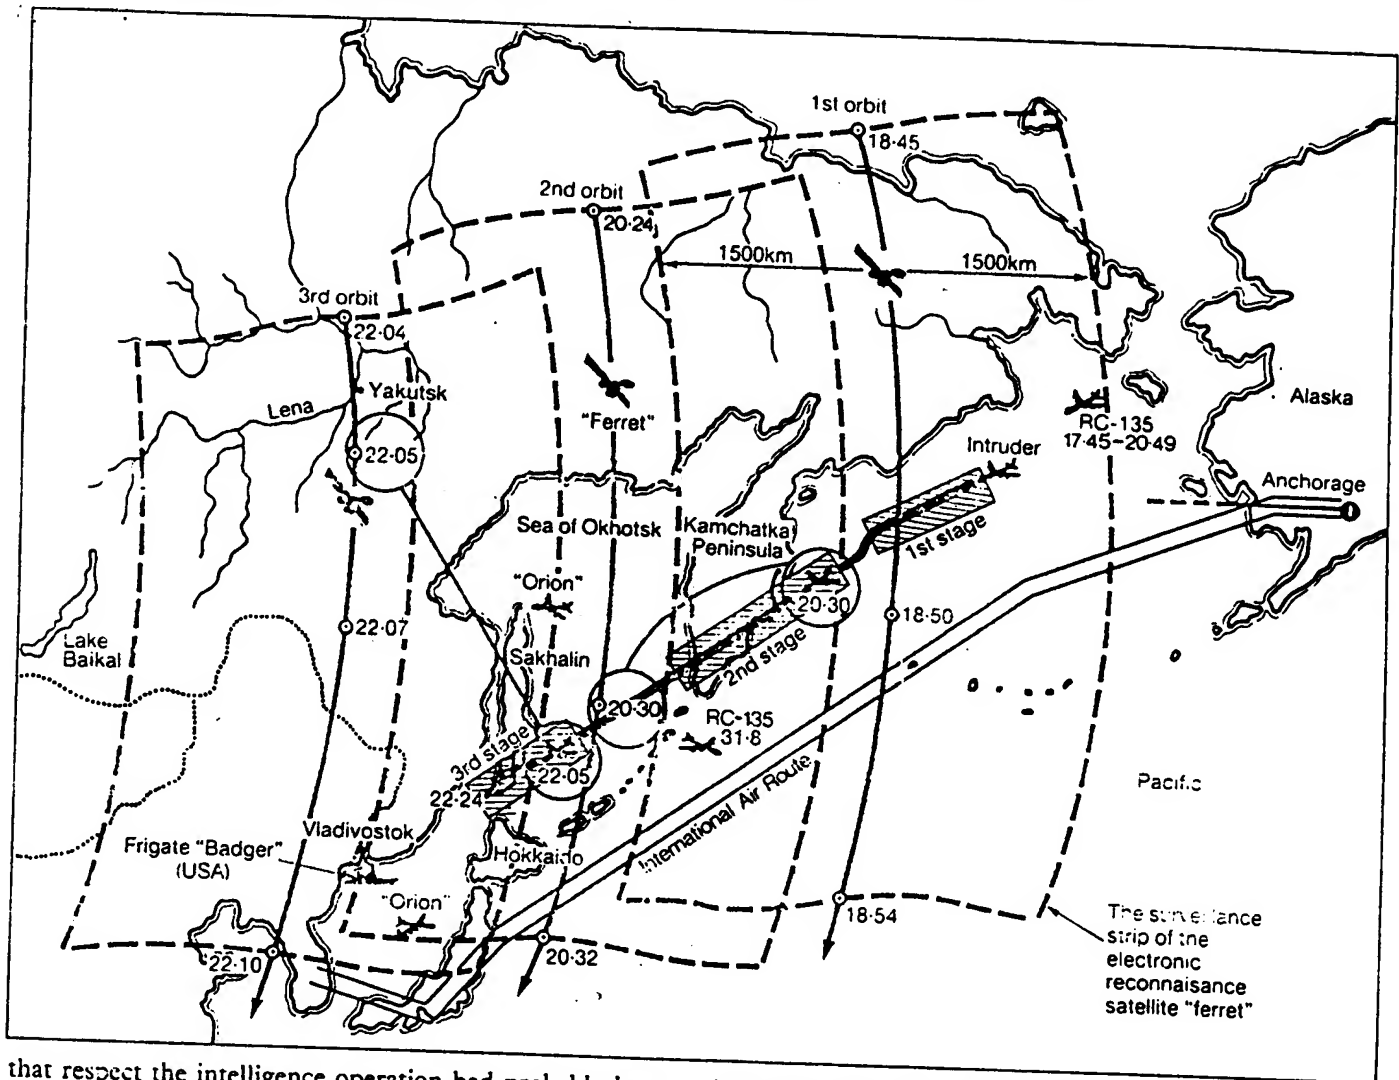 1st orbit
18·45
2nd orbit
20·24
1500km
1500km
3rd orbit
22·04
Yakutsk
Lena
"Ferret"
RC-135
17·45-20·49
Alaska
Intruder
22·05
Anchorage
Sea of Okhotsk
Kamchatka
Peninsula
1st stage
"Orion"
20·30
18·50
22·07
Lake
Baikal
Sakhalin
2nd stage
20·30
RC-135
31·8
3rd stage
22·05
22·24
International Air Route
Pacific
Vladivostok
Frigate "Badger"
(USA)
Hokkaido
"Orion"
18·54
20·32
22·10
The surveillance
strip of the
electronic
reconnaisance
satellite "ferret"
that respect the intelligence operation had